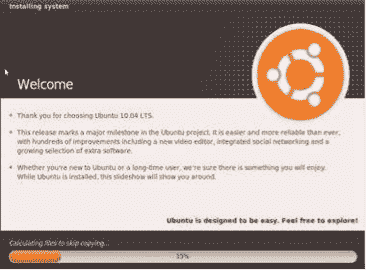 Installing system
Welcome
Thank you for choosing Ubuntu 10.04 LTS.
This release marks a major milestone in the Ubuntu project. It is easier and more reliable than ever,
with hundreds of improvements including a new video editor, integrated social networking and a
growing selection of extra software.
Whether you're new to Ubuntu or a long-time user, we're sure there is something you will enjoy.
While Ubuntu is installed, this slideshow will show you around.
Ubuntu is designed to be easy. Feel free to explore!
Calculating files to skip copying...
15%